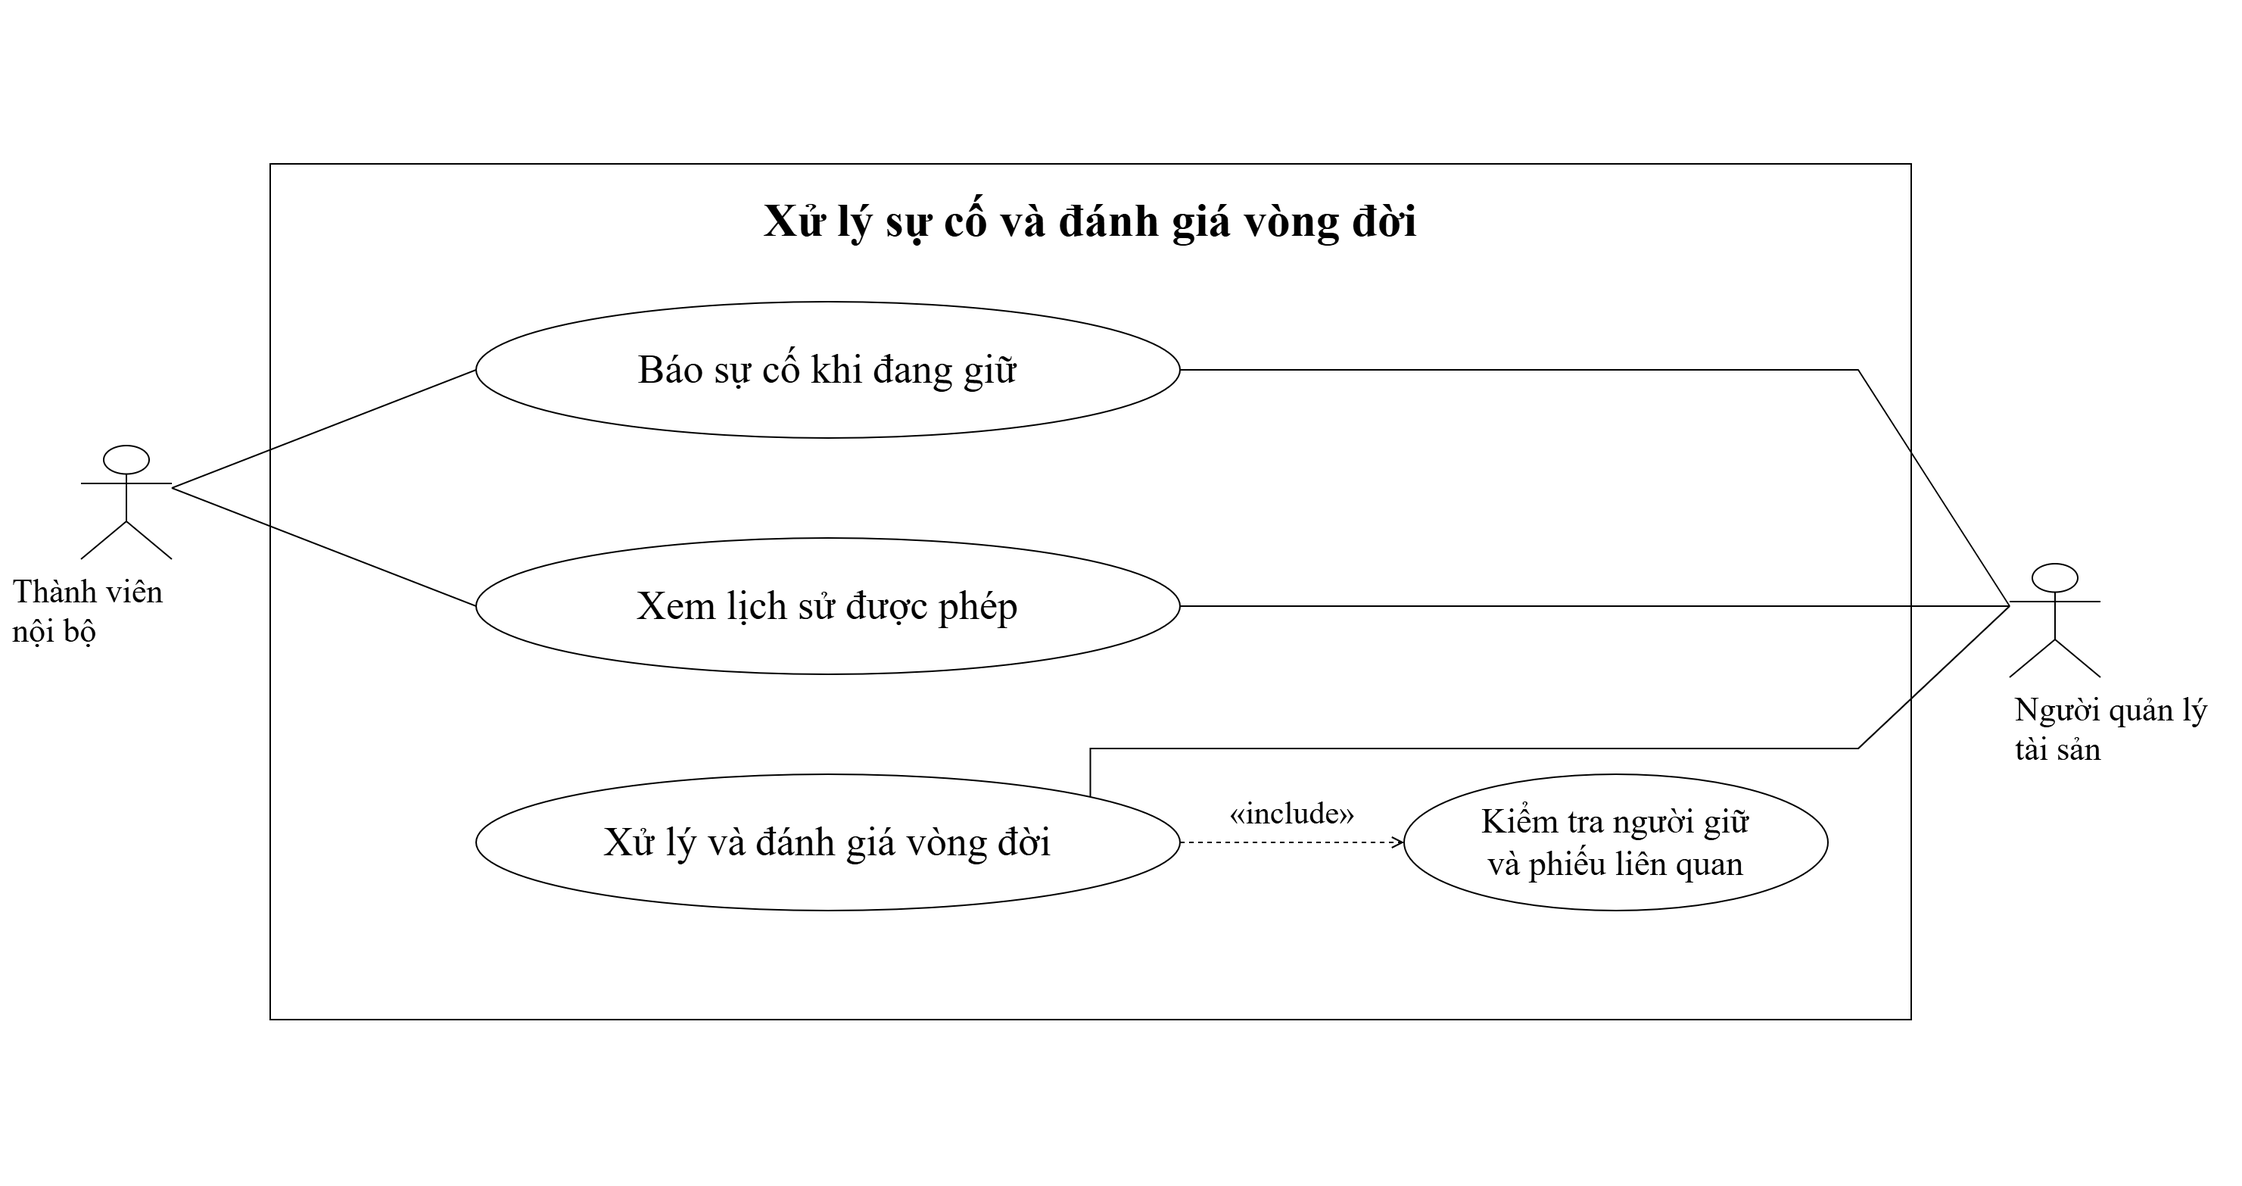 Xử lý sự cố và đánh giá vòng đời
Báo sự cố khi đang giữ
Thành viên
nội bộ
Xem lịch sử được phép
Người quản lý
tài sản
Xử lý và đánh giá vòng đời
«include»
Kiểm tra người giữ
và phiếu liên quan